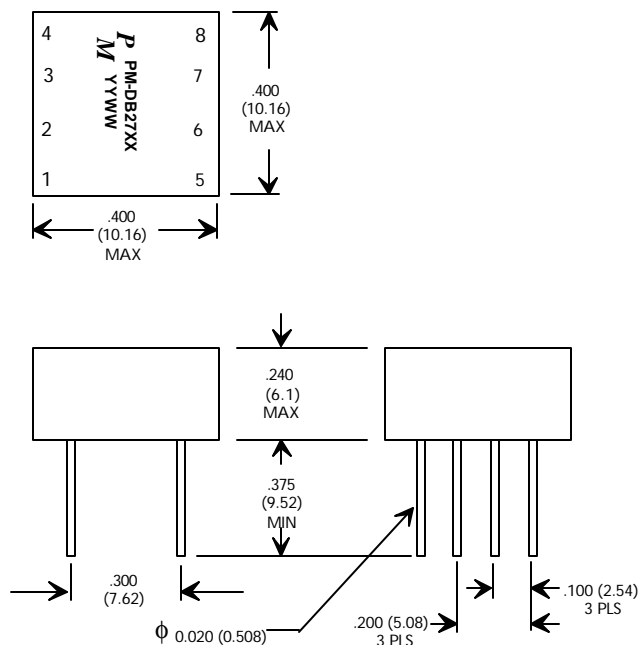 4
3
2
1
8
7
6
5
P
M
PM-DB27XX
YYWW
.400
(10.16)
MAX
.400
(10.16)
MAX
.240
(6.1)
MAX
.375
(9.52)
MIN
.300
(7.62)
ϕ 0.020 (0.508)
.100 (2.54)
3 PLS
.200 (5.08)
3 PLS